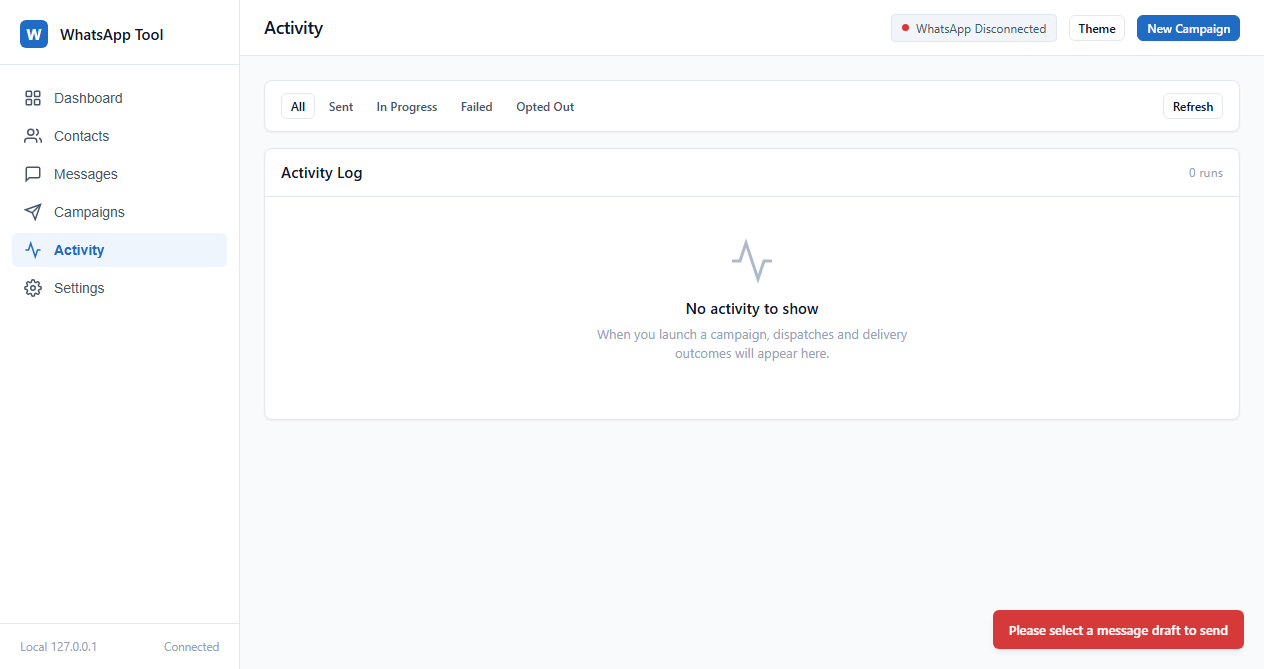 W WhatsApp Tool
Dashboard
Contacts
Messages
Campaigns
Activity
Settings
Local 127.0.0.1 Connected
Activity
WhatsApp Disconnected Theme New Campaign
All Sent In Progress Failed Opted Out Refresh
Activity Log 0 runs
No activity to show
When you launch a campaign, dispatches and delivery
outcomes will appear here.
Please select a message draft to send